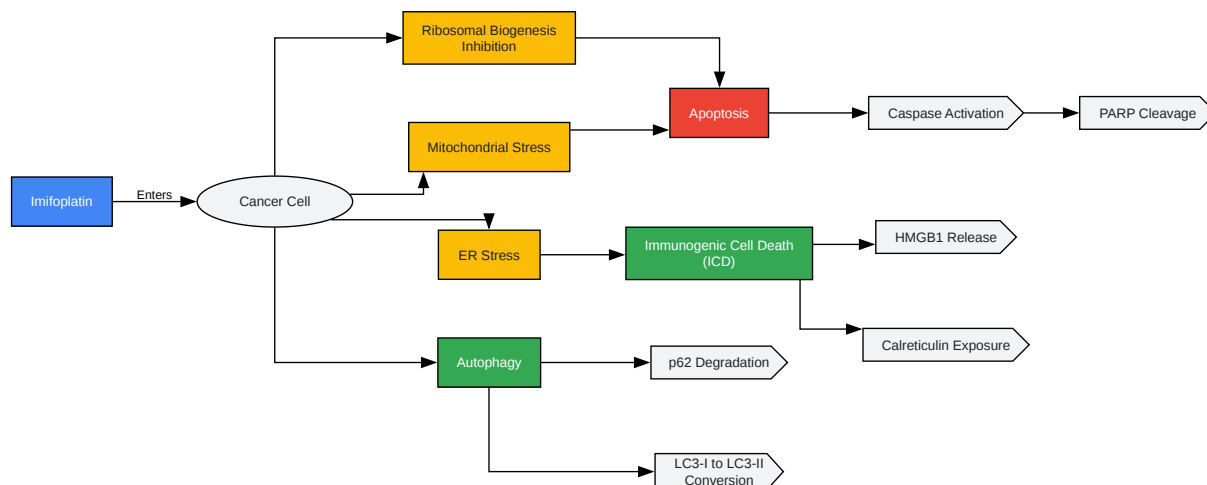 Ribosomal Biogenesis
Inhibition
Apoptosis
Caspase Activation
PARP Cleavage
Mitochondrial Stress
Imifoplatin
Enters
Cancer Cell
HMGB1 Release
ER Stress
Immunogenic Cell Death
(ICD)
Calreticulin Exposure
Autophagy
p62 Degradation
LC3-I to LC3-II
Conversion